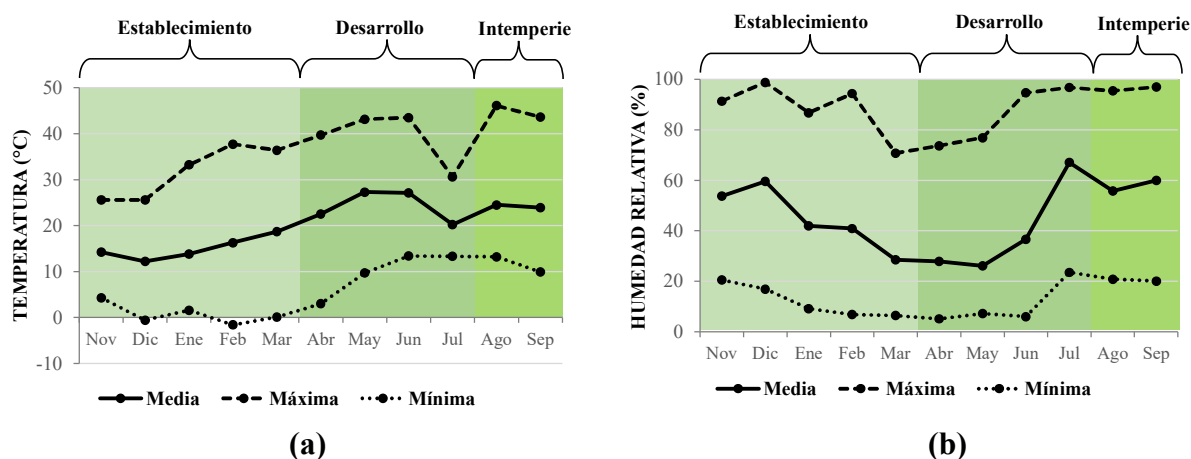 Establecimiento Desarrollo Intemperie
50
40
30
20
10
0
-10
TEMPERATURA (°C)
Nov Dic Ene Feb Mar Abr May Jun Jul Ago Sep
Media Máxima Mínima
(a)
Establecimiento Desarrollo Intemperie
100
80
60
40
20
0
HUMEDAD RELATIVA (%)
Nov Dic Ene Feb Mar Abr May Jun Jul Ago Sep
Media Máxima Mínima
(b)